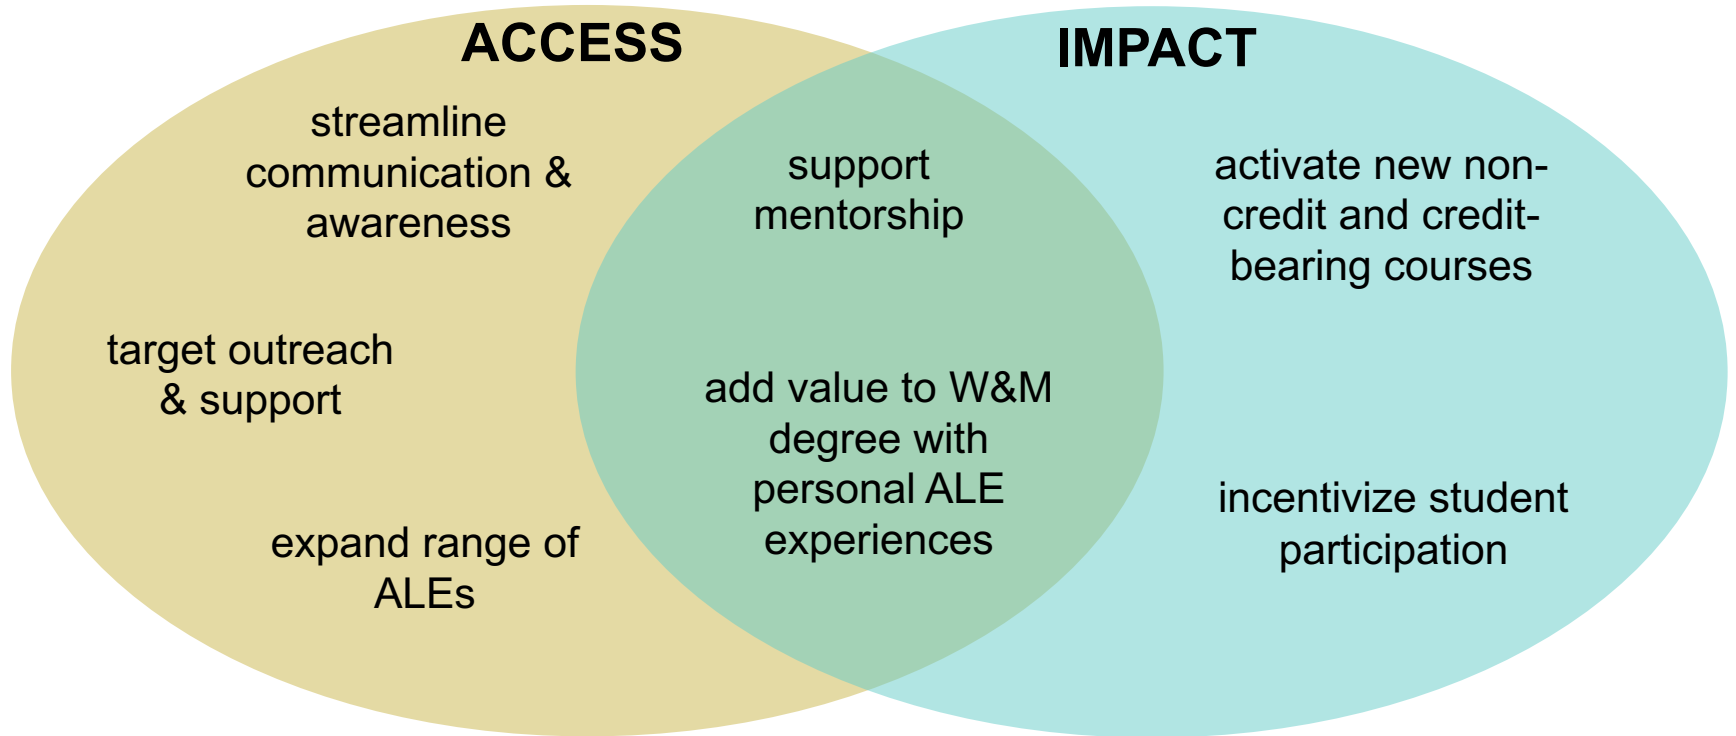 ACCESS
streamline
communication &
awareness
target outreach
& support
expand range of
ALEs
support
mentorship
add value to W&M
degree with
personal ALE
experiences
IMPACT
activate new non-
credit and credit-
bearing courses
incentivize student
participation